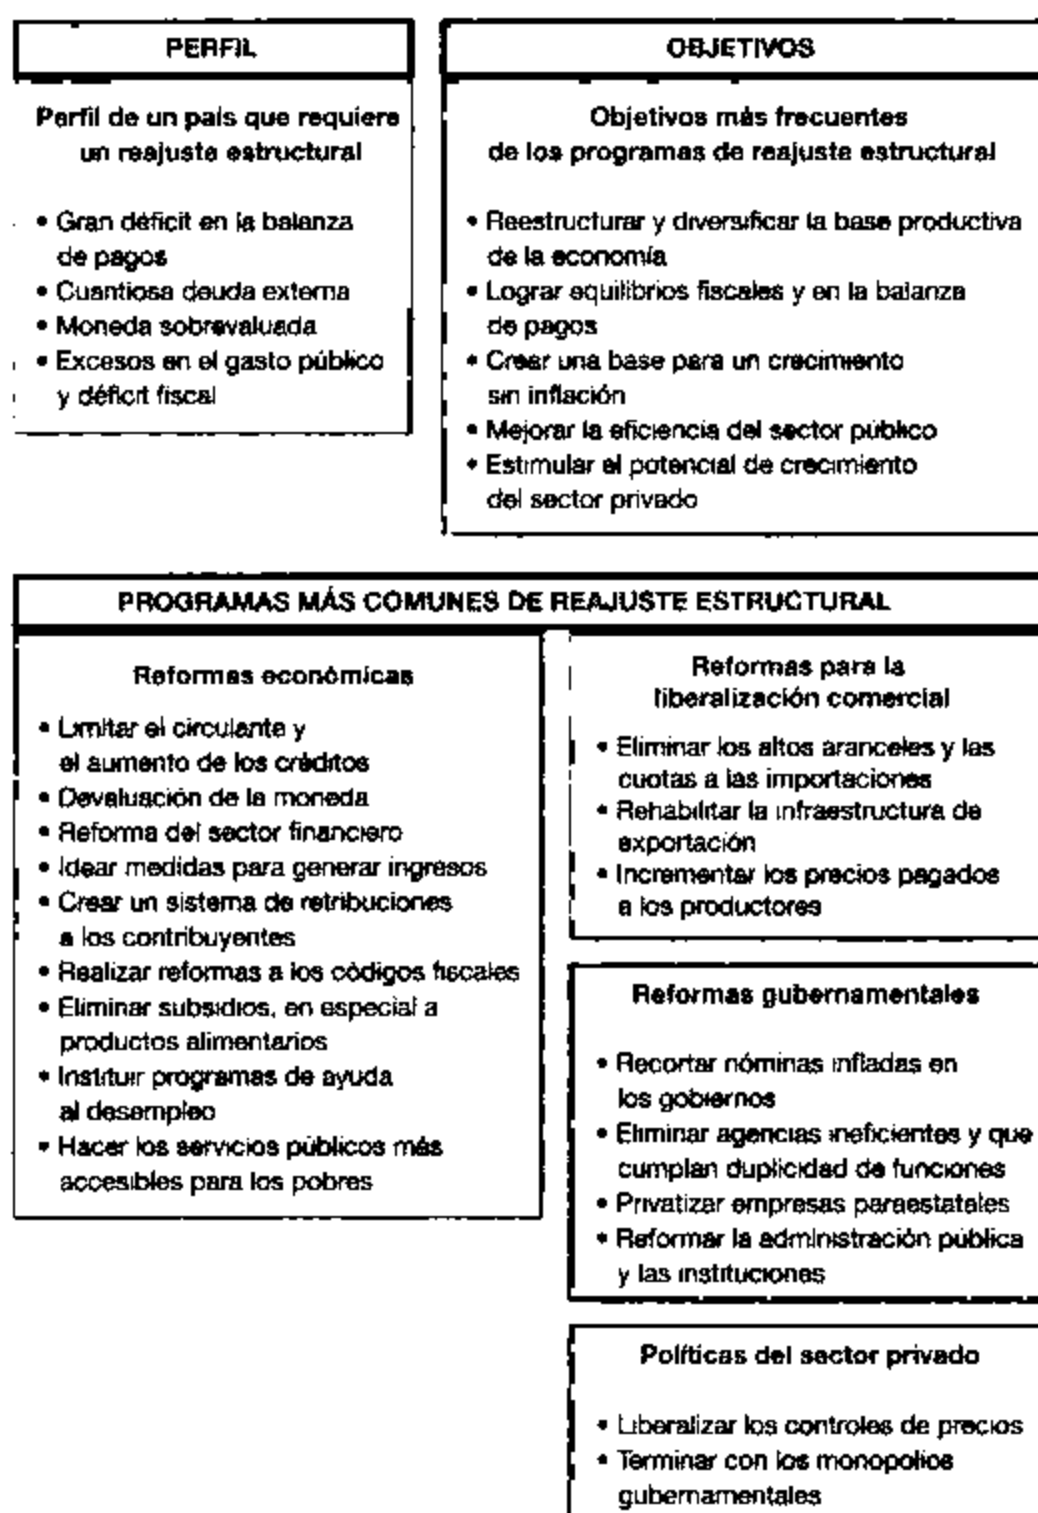 PERFIL
Perfil de un país que requiere
un reajuste estructural
• Gran déficit en la balanza
de pagos
• Cuantiosa deuda externa
• Moneda sobrevaluada
• Excesos en el gasto público
y déficit fiscal
OBJETIVOS
Objetivos más frecuentes
de los programas de reajuste estructural
• Reestructurar y diversificar la base productiva
de la economía
• Lograr equilibrios fiscales y en la balanza
de pagos
• Crear una base para un crecimiento
sin inflación
• Mejorar la eficiencia del sector público
• Estimular el potencial de crecimiento
del sector privado
PROGRAMAS MÁS COMUNES DE REAJUSTE ESTRUCTURAL
Reformas económicas
• Limitar el circulante y
el aumento de los créditos
• Devaluación de la moneda
• Reforma del sector financiero
• Idear medidas para generar ingresos
• Crear un sistema de retribuciones
a los contribuyentes
• Realizar reformas a los códigos fiscales
• Eliminar subsidios, en especial a
productos alimentarios
• Instituir programas de ayuda
al desempleo
• Hacer los servicios públicos más
accesibles para los pobres
Reformas para la
liberalización comercial
• Eliminar los altos aranceles y las
cuotas a las importaciones
• Rehabilitar la infraestructura de
exportación
• Incrementar los precios pagados
a los productores
Reformas gubernamentales
• Recortar nóminas infladas en
los gobiernos
• Eliminar agencias ineficientes y que
cumplan duplicidad de funciones
• Privatizar empresas paraestatales
• Reformar la administración pública
y las instituciones
Políticas del sector privado
• Liberalizar los controles de precios
• Terminar con los monopolios
gubernamentales